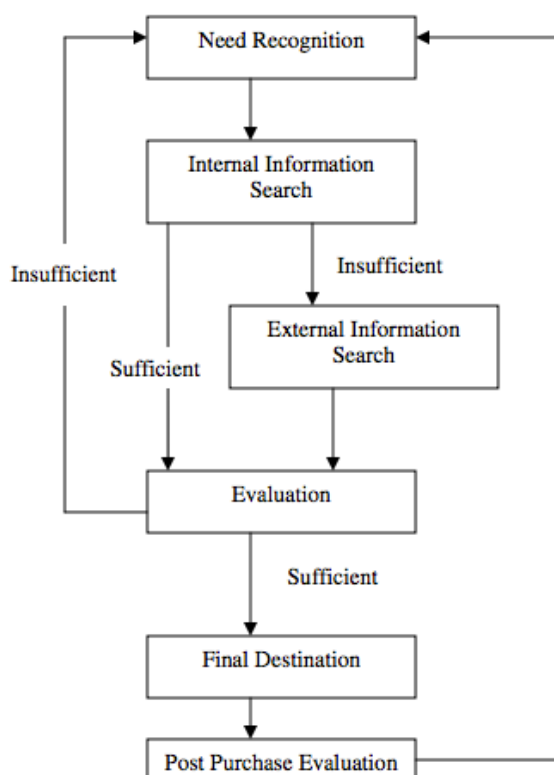 Need Recognition
Internal Information
Search
Insufficient
Insufficient
External Information
Search
Sufficient
Evaluation
Sufficient
Final Destination
Post Purchase Evaluation